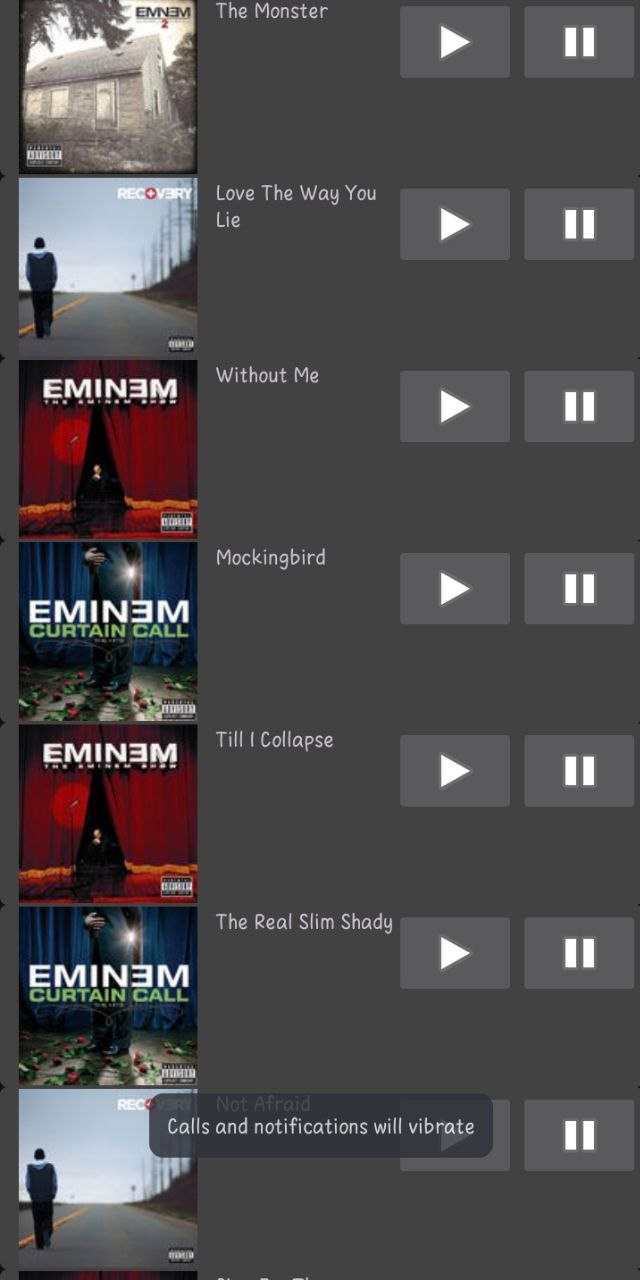 EMINEM
2
The Monster
PARENTAL
ADVISORY
RECOVERY
Love The Way You
Lie
EMINEM
THE EMINEM SHOW
Without Me
EMINEM
CURTAIN CALL
Mockingbird
EMINEM
THE EMINEM SHOW
Till I Collapse
EMINEM
CURTAIN CALL
The Real Slim Shady
Not Afraid
Calls and notifications will vibrate